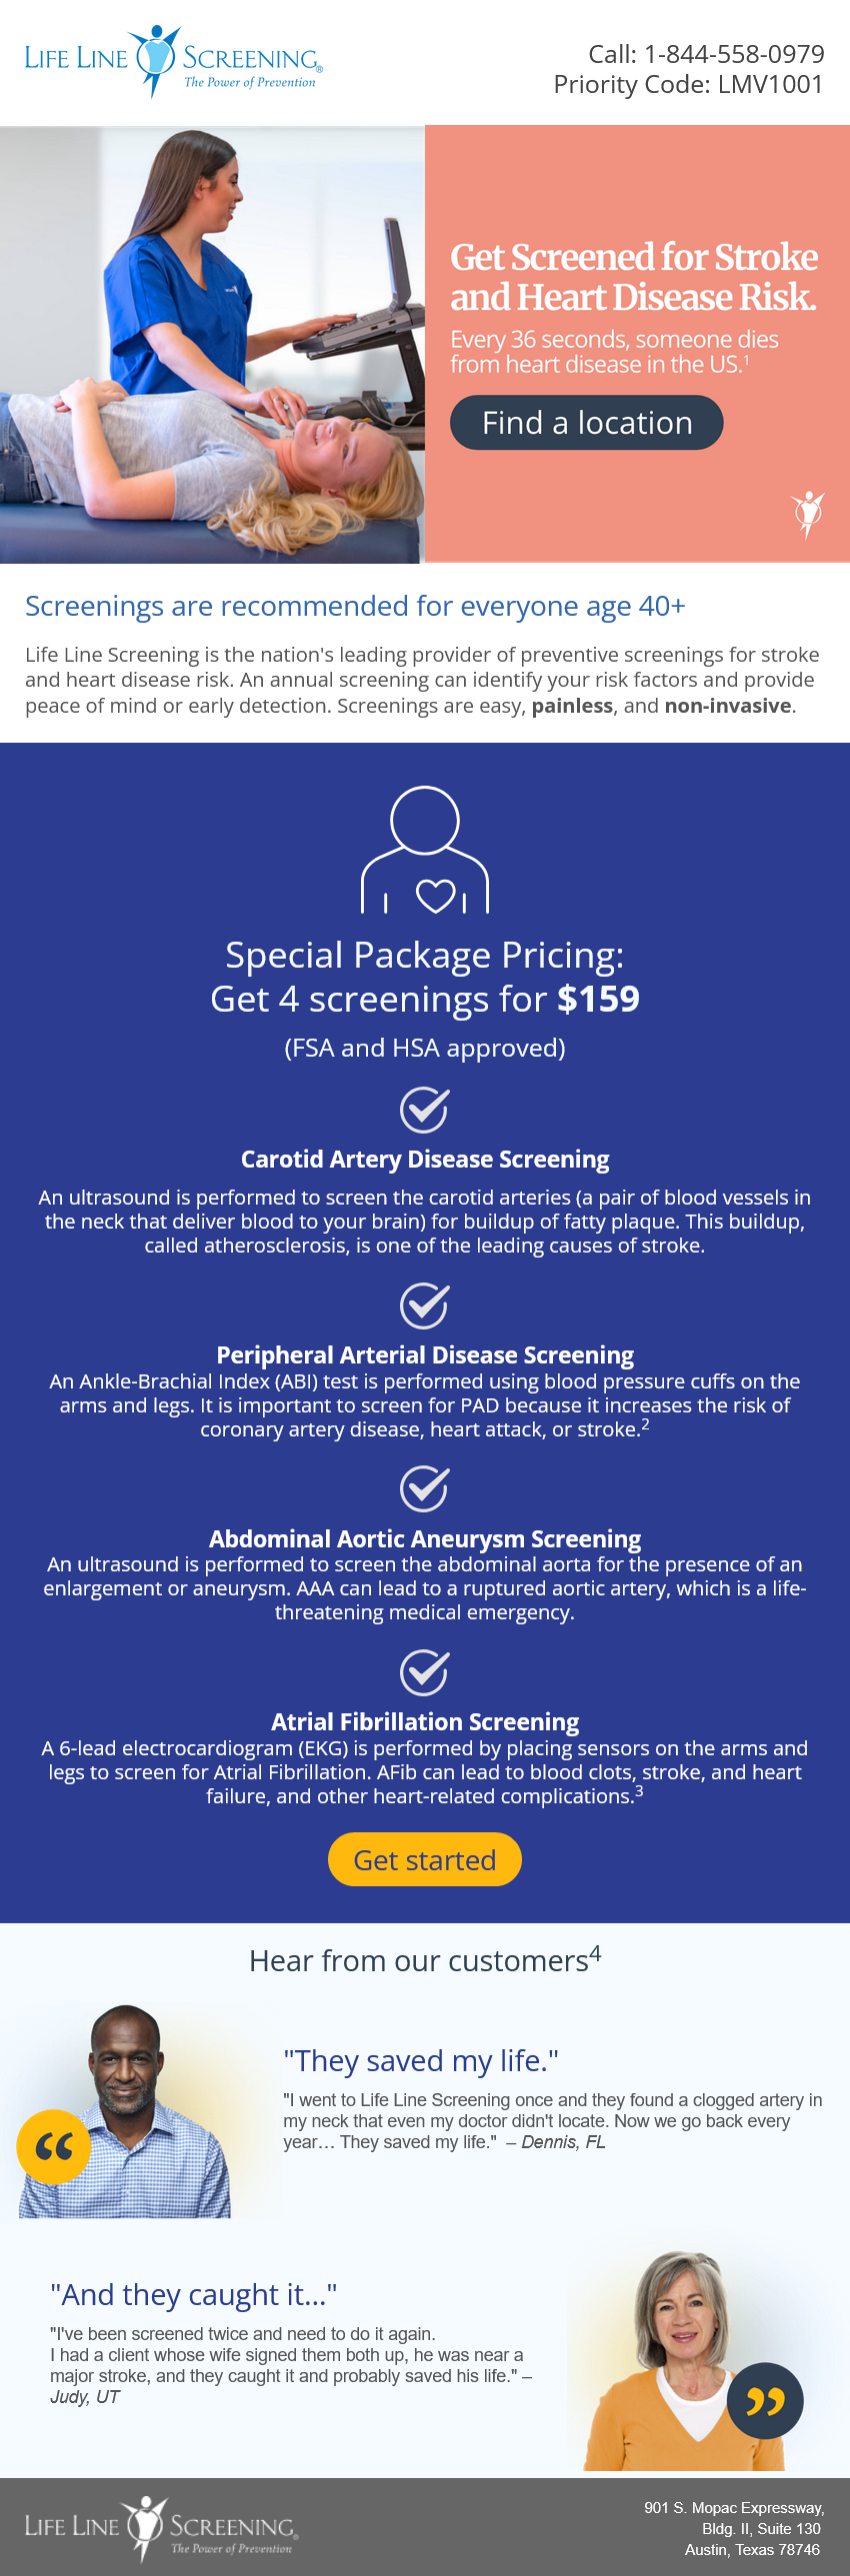 LIFE LINE SCREENING®
The Power of Prevention
Call: 1-844-558-0979
Priority Code: LMV1001
Get Screened for Stroke
and Heart Disease Risk.
Every 36 seconds, someone dies
from heart disease in the US.¹
Find a location
Screenings are recommended for everyone age 40+
Life Line Screening is the nation's leading provider of preventive screenings for stroke
and heart disease risk. An annual screening can identify your risk factors and provide
peace of mind or early detection. Screenings are easy, painless, and non-invasive.
Special Package Pricing:
Get 4 screenings for $159
(FSA and HSA approved)
Carotid Artery Disease Screening
An ultrasound is performed to screen the carotid arteries (a pair of blood vessels in
the neck that deliver blood to your brain) for buildup of fatty plaque. This buildup,
called atherosclerosis, is one of the leading causes of stroke.
Peripheral Arterial Disease Screening
An Ankle-Brachial Index (ABI) test is performed using blood pressure cuffs on the
arms and legs. It is important to screen for PAD because it increases the risk of
coronary artery disease, heart attack, or stroke.²
Abdominal Aortic Aneurysm Screening
An ultrasound is performed to screen the abdominal aorta for the presence of an
enlargement or aneurysm. AAA can lead to a ruptured aortic artery, which is a life-
threatening medical emergency.
Atrial Fibrillation Screening
A 6-lead electrocardiogram (EKG) is performed by placing sensors on the arms and
legs to screen for Atrial Fibrillation. AFib can lead to blood clots, stroke, and heart
failure, and other heart-related complications.³
Get started
Hear from our customers⁴
"They saved my life."
"I went to Life Line Screening once and they found a clogged artery in
my neck that even my doctor didn't locate. Now we go back every
year… They saved my life." – Dennis, FL
"And they caught it..."
"I've been screened twice and need to do it again.
I had a client whose wife signed them both up, he was near a
major stroke, and they caught it and probably saved his life." –
Judy, UT
LIFE LINE SCREENING®
The Power of Prevention
901 S. Mopac Expressway,
Bldg. II, Suite 130
Austin, Texas 78746